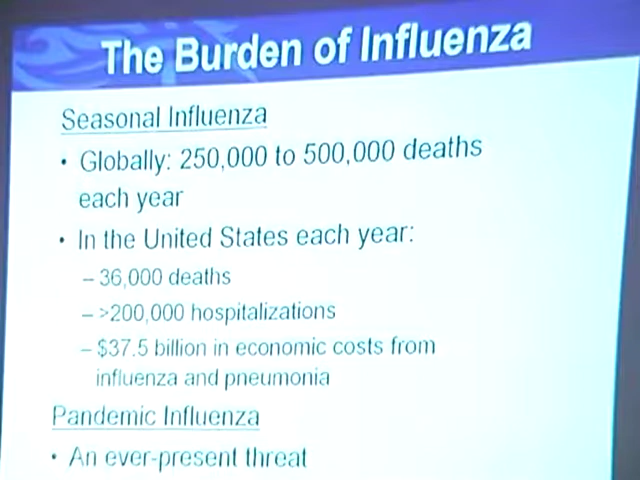 The Burden of Influenza
Seasonal Influenza
• Globally: 250,000 to 500,000 deaths
each year
• In the United States each year:
– 36,000 deaths
– >200,000 hospitalizations
– $37.5 billion in economic costs from
influenza and pneumonia
Pandemic Influenza
• An ever-present threat